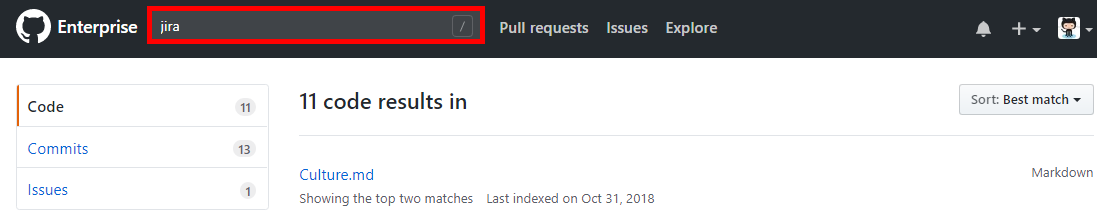 Enterprise jira / Pull requests Issues Explore
Code 11
Commits 13
Issues 1
11 code results in
Sort: Best match
Culture.md
Markdown
Showing the top two matches Last indexed on Oct 31, 2018